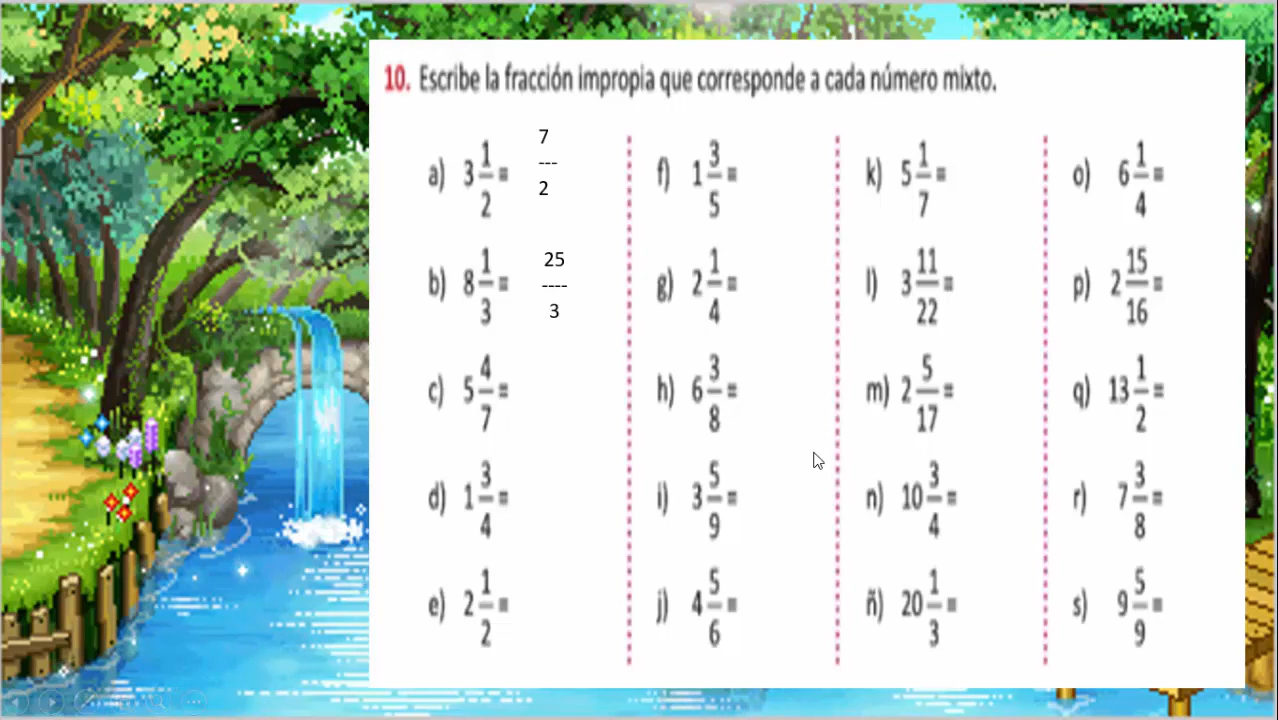 10. Escribe la fracción impropia que corresponde a cada número mixto.
a) 3 1/2 = 7
---
2
b) 8 1/3 = 25
----
3
c) 5 4/7 =
d) 1 3/4 =
e) 2 1/2 =
f) 1 3/5 =
g) 2 1/4 =
h) 6 3/8 =
i) 3 5/9 =
j) 4 5/6 =
k) 5 1/7 =
l) 3 11/22 =
m) 2 5/17 =
n) 10 3/4 =
ñ) 20 1/3 =
o) 6 1/4 =
p) 2 15/16 =
q) 13 1/2 =
r) 7 3/8 =
s) 9 5/9 =